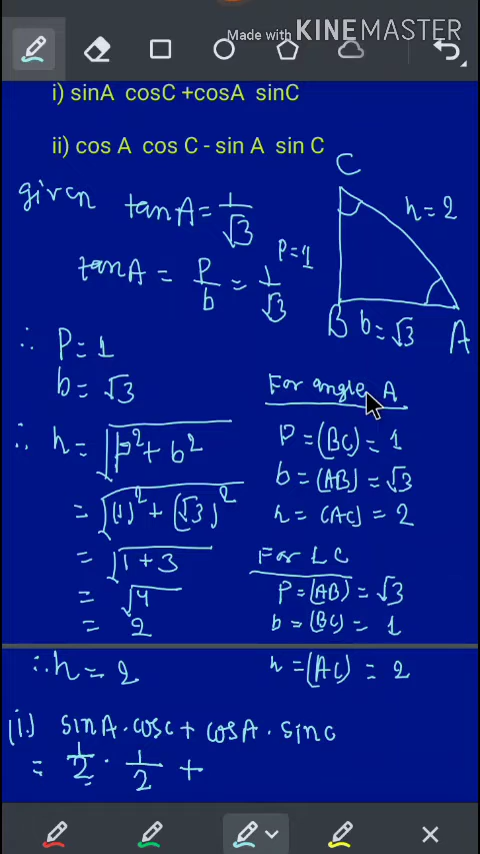 Made with KINEMASTER
i) sinA cosC +cosA sinC
ii) cos A cos C - sin A sin C
given tanA = 1/√3
tanA = p/b = 1/√3
C
h = 2
P = 1
B b = √3 A
∴ P = 1
b = √3
∴ h = √(p² + b²)
= √((1)² + (√3)²)
= √(1 + 3)
= √4
= 2
∴ h = 2
For angle A
P = (BC) = 1
b = (AB) = √3
h = (AC) = 2
For ∠C
P = (AB) = √3
b = (BC) = 1
h = (AC) = 2
(i.) sinA · cosc + cosA · sinc
= 1/2 · 1/2 +